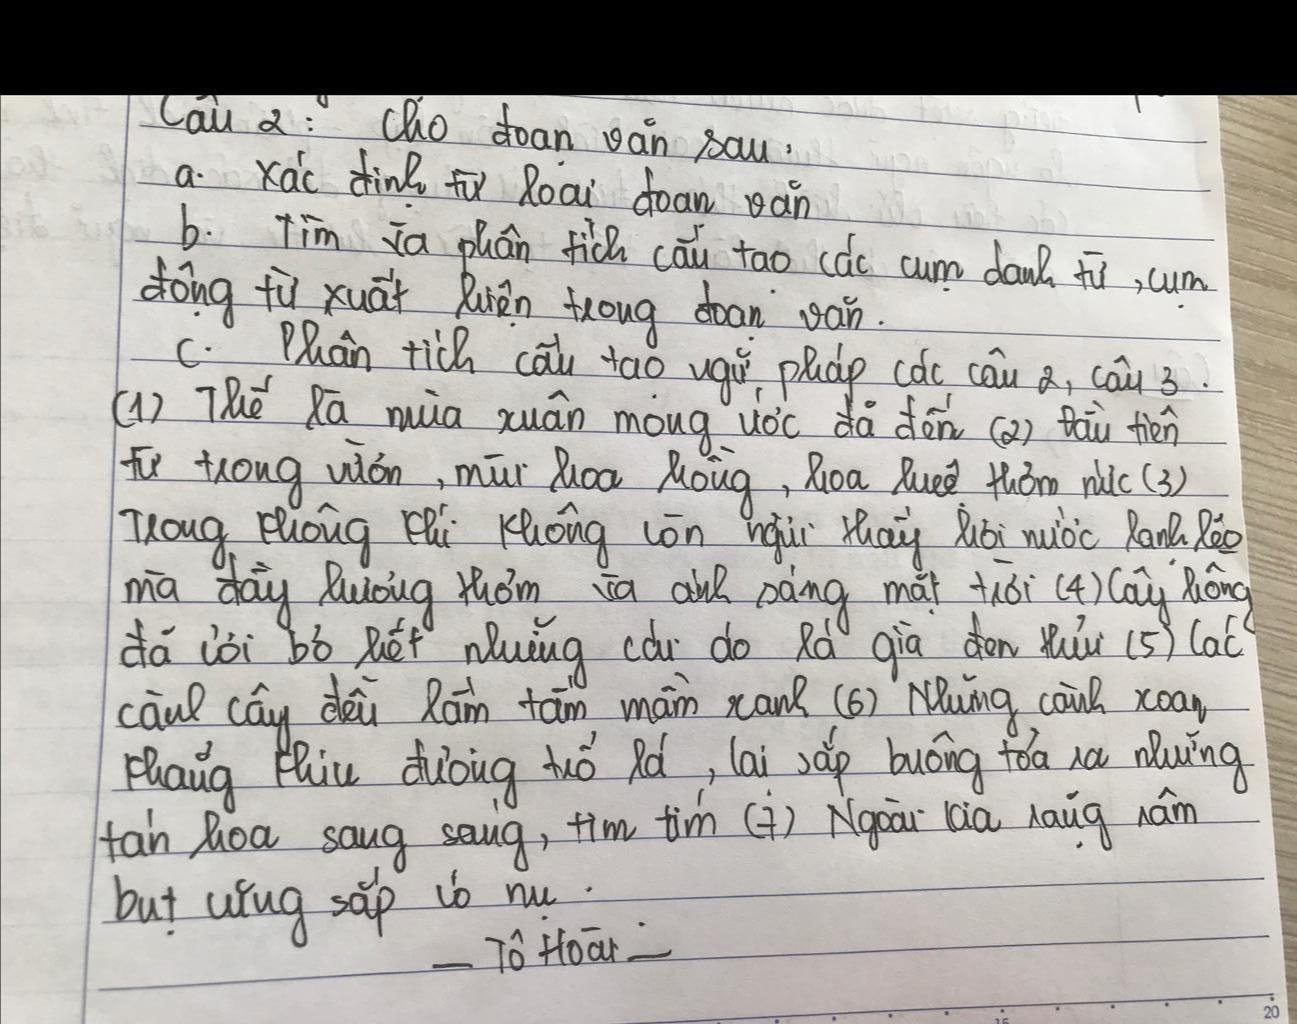 Câu 2: Cho đoạn văn sau:
a. Xác định từ loại đoạn văn
b. Tìm và phân tích cấu tạo các cụm danh từ, cụm
động từ xuất hiện trong đoạn văn.
c. Phân tích cấu tạo ngữ pháp các câu 2, câu 3.
(1) Thế là mùa xuân mong ước đã đến (2) Đầu tiên
từ trong vườn, mùi hoa hồng, hoa huệ thơm nức (3)
Trong không khí không còn ngửi thấy hơi nước lạnh lẽo
mà đầy hương thơm và ánh sáng mặt trời (4) Cây hồng
đã cởi bỏ hết những cái áo lá già đen thủi (5) Các
cành cây đều lấm tấm mầm xanh (6) Những cành xoan
khẳng khiu đương trổ lá, lại sắp buông tỏa ra những
tán hoa sang sáng, tim tím (7) Ngoài kia rặng râm
bụt cũng sắp có nụ.
— Tô Hoài —
15
20